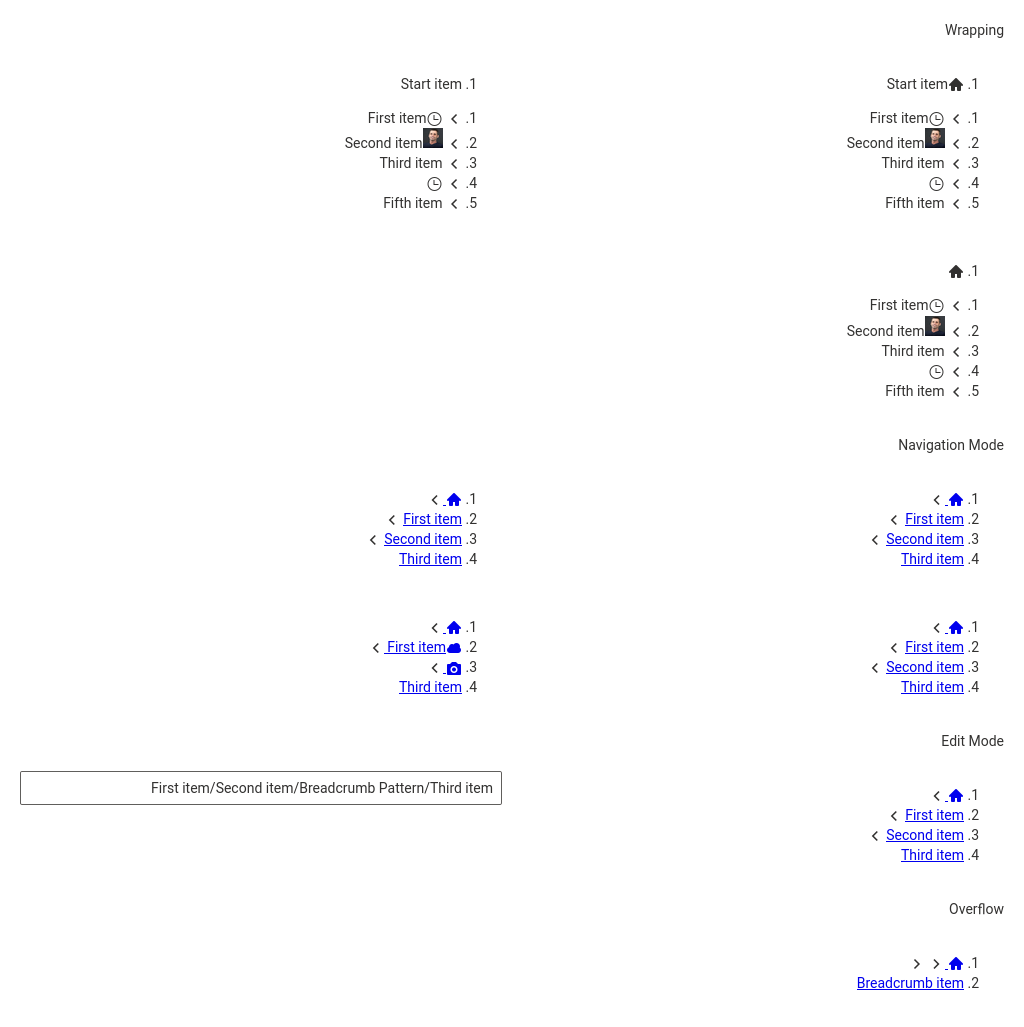 Wrapping
1. Start item
1. First item
2. Second item
3. Third item
4.
5. Fifth item
1. Start item
1. First item
2. Second item
3. Third item
4.
5. Fifth item
1.
1. First item
2. Second item
3. Third item
4.
5. Fifth item
Navigation Mode
1.
2. First item
3. Second item
4. Third item
1.
2. First item
3. Second item
4. Third item
1.
2. First item
3. Second item
4. Third item
1.
2. First item
3.
4. Third item
Edit Mode
1.
2. First item
3. Second item
4. Third item
First item/Second item/Breadcrumb Pattern/Third item
Overflow
1.
2. Breadcrumb item